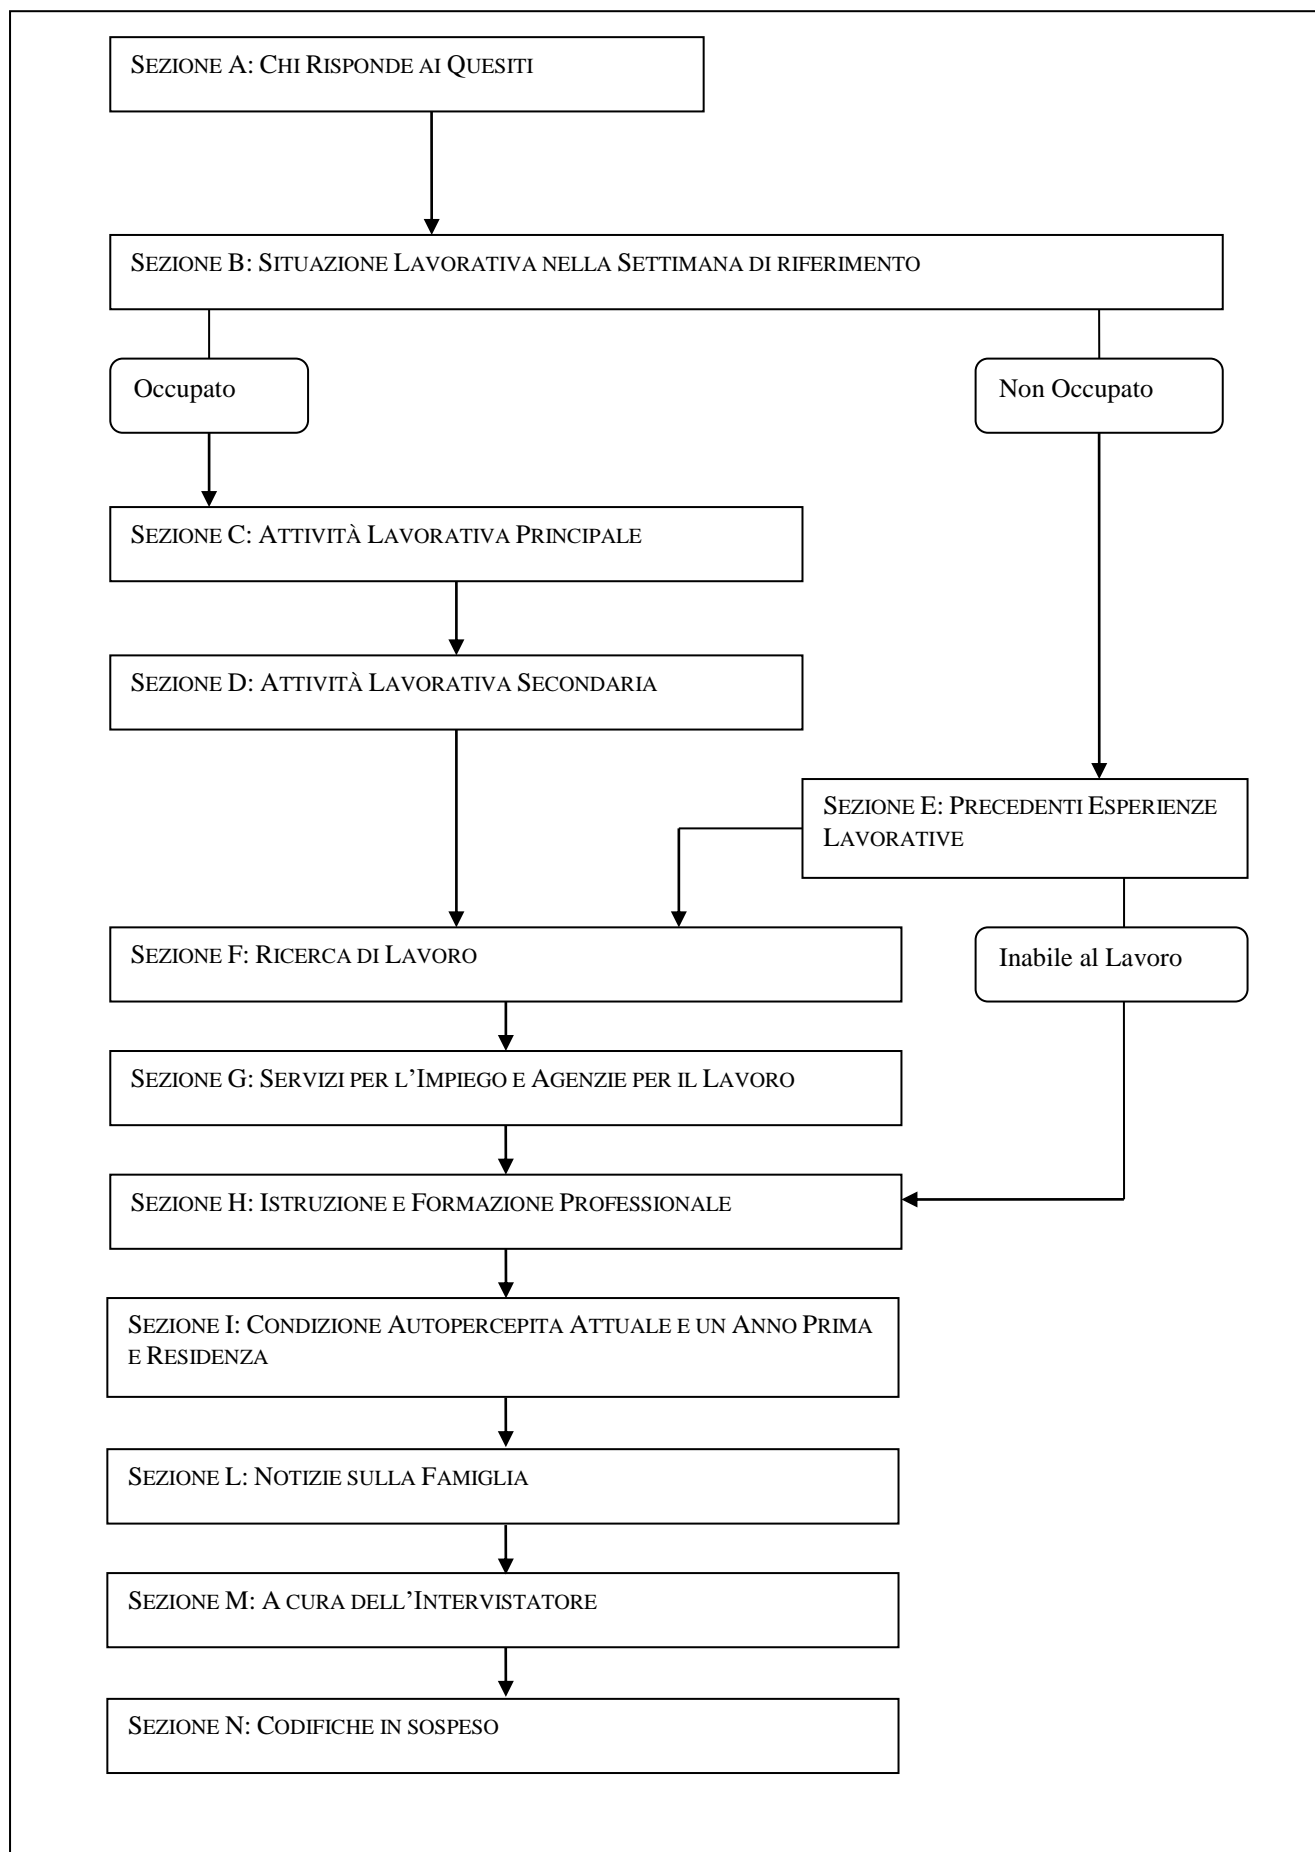 SEZIONE A: CHI RISPONDE AI QUESITI
SEZIONE B: SITUAZIONE LAVORATIVA NELLA SETTIMANA DI RIFERIMENTO
Occupato
Non Occupato
SEZIONE C: ATTIVITÀ LAVORATIVA PRINCIPALE
SEZIONE D: ATTIVITÀ LAVORATIVA SECONDARIA
SEZIONE E: PRECEDENTI ESPERIENZE
LAVORATIVE
SEZIONE F: RICERCA DI LAVORO
Inabile al Lavoro
SEZIONE G: SERVIZI PER L’IMPIEGO E AGENZIE PER IL LAVORO
SEZIONE H: ISTRUZIONE E FORMAZIONE PROFESSIONALE
SEZIONE I: CONDIZIONE AUTOPERCEPITA ATTUALE E UN ANNO PRIMA
E RESIDENZA
SEZIONE L: NOTIZIE SULLA FAMIGLIA
SEZIONE M: A CURA DELL’INTERVISTATORE
SEZIONE N: CODIFICHE IN SOSPESO